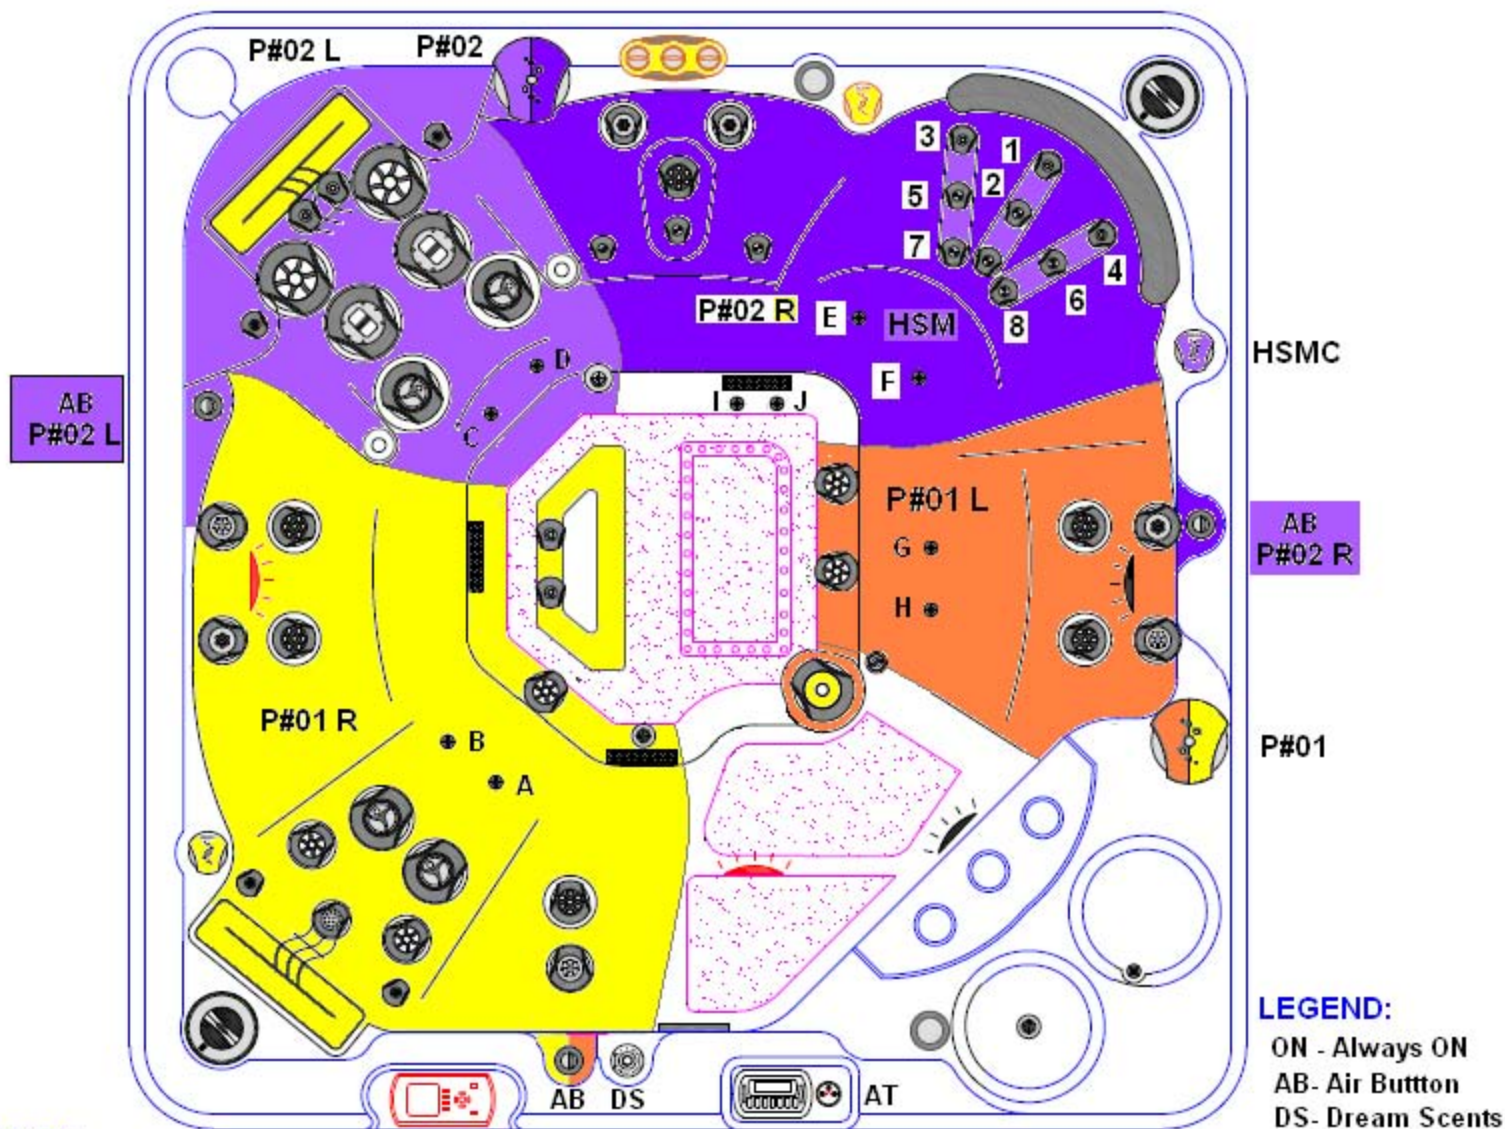 P#02 L
P#02
3
1
2
5
7
4
6
8
P#02 R
E
HSM
F
HSMC
D
C
I
J
AB
P#02 L
P#01 L
G
H
AB
P#02 R
P#01 R
B
A
P#01
LEGEND:
ON - Always ON
AB- Air Buttton
DS- Dream Scents
AB
DS
AT